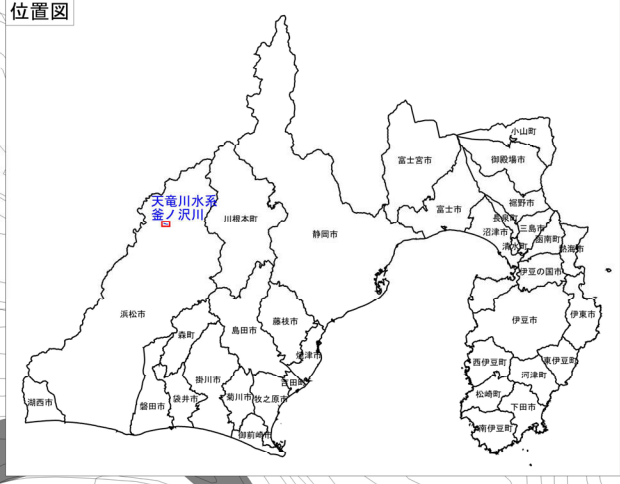 位置図
小山町
富士宮市
御殿場市
裾野市
天竜川水系
釜ノ沢川
川根本町
富士市
長泉町
沼津市
三島市
函南町
清水町
熱海市
静岡市
伊豆の国市
浜松市
伊豆市
伊東市
藤枝市
島田市
森町
焼津市
西伊豆町
東伊豆町
河津町
吉田町
掛川市
湖西市
磐田市
袋井市
菊川市
牧之原市
松崎町
下田市
御前崎市
南伊豆町